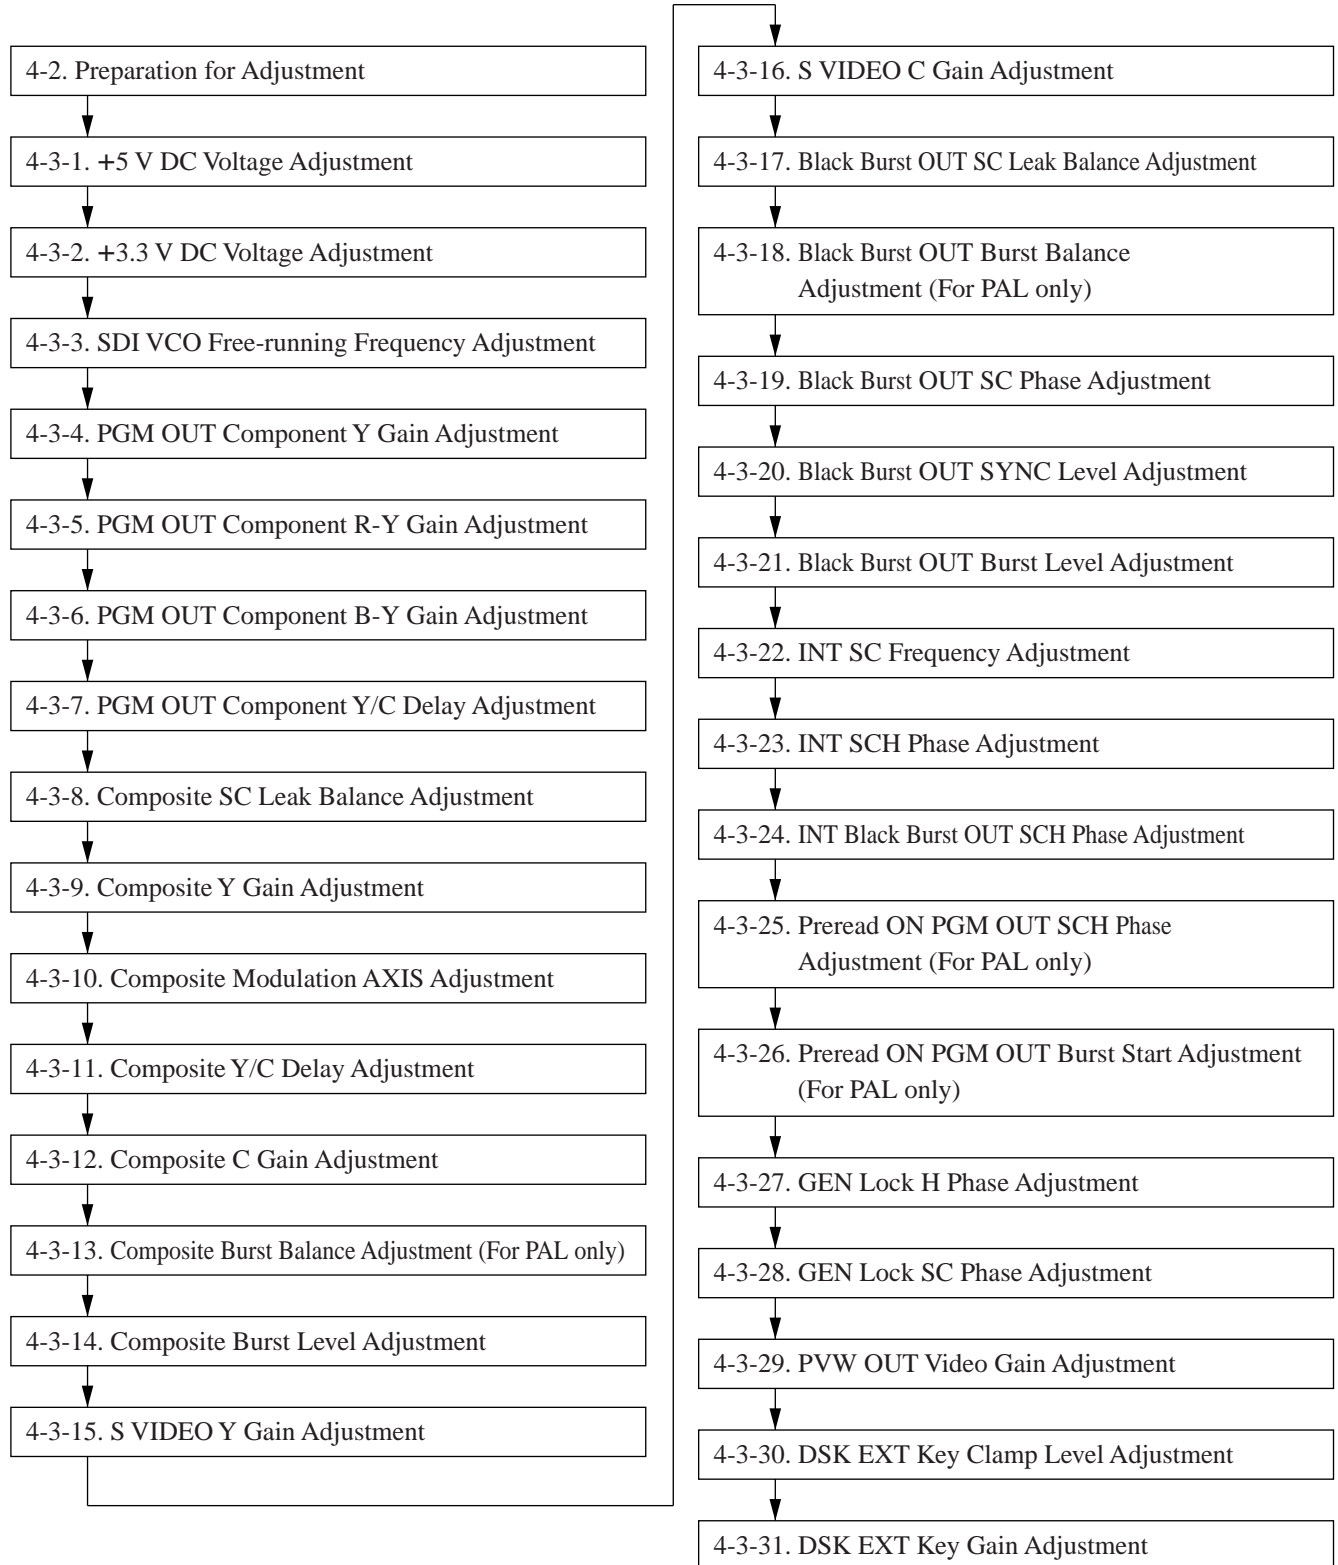 4-2. Preparation for Adjustment
4-3-1. +5 V DC Voltage Adjustment
4-3-2. +3.3 V DC Voltage Adjustment
4-3-3. SDI VCO Free-running Frequency Adjustment
4-3-4. PGM OUT Component Y Gain Adjustment
4-3-5. PGM OUT Component R-Y Gain Adjustment
4-3-6. PGM OUT Component B-Y Gain Adjustment
4-3-7. PGM OUT Component Y/C Delay Adjustment
4-3-8. Composite SC Leak Balance Adjustment
4-3-9. Composite Y Gain Adjustment
4-3-10. Composite Modulation AXIS Adjustment
4-3-11. Composite Y/C Delay Adjustment
4-3-12. Composite C Gain Adjustment
4-3-13. Composite Burst Balance Adjustment (For PAL only)
4-3-14. Composite Burst Level Adjustment
4-3-15. S VIDEO Y Gain Adjustment
4-3-16. S VIDEO C Gain Adjustment
4-3-17. Black Burst OUT SC Leak Balance Adjustment
4-3-18. Black Burst OUT Burst Balance
Adjustment (For PAL only)
4-3-19. Black Burst OUT SC Phase Adjustment
4-3-20. Black Burst OUT SYNC Level Adjustment
4-3-21. Black Burst OUT Burst Level Adjustment
4-3-22. INT SC Frequency Adjustment
4-3-23. INT SCH Phase Adjustment
4-3-24. INT Black Burst OUT SCH Phase Adjustment
4-3-25. Preread ON PGM OUT SCH Phase
Adjustment (For PAL only)
4-3-26. Preread ON PGM OUT Burst Start Adjustment
(For PAL only)
4-3-27. GEN Lock H Phase Adjustment
4-3-28. GEN Lock SC Phase Adjustment
4-3-29. PVW OUT Video Gain Adjustment
4-3-30. DSK EXT Key Clamp Level Adjustment
4-3-31. DSK EXT Key Gain Adjustment